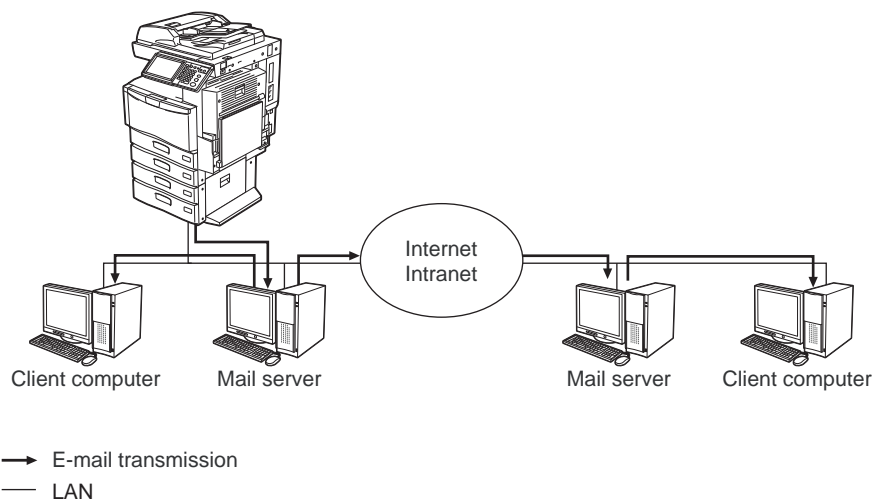 Internet
Intranet
Client computer
Mail server
Mail server
Client computer
E-mail transmission
LAN